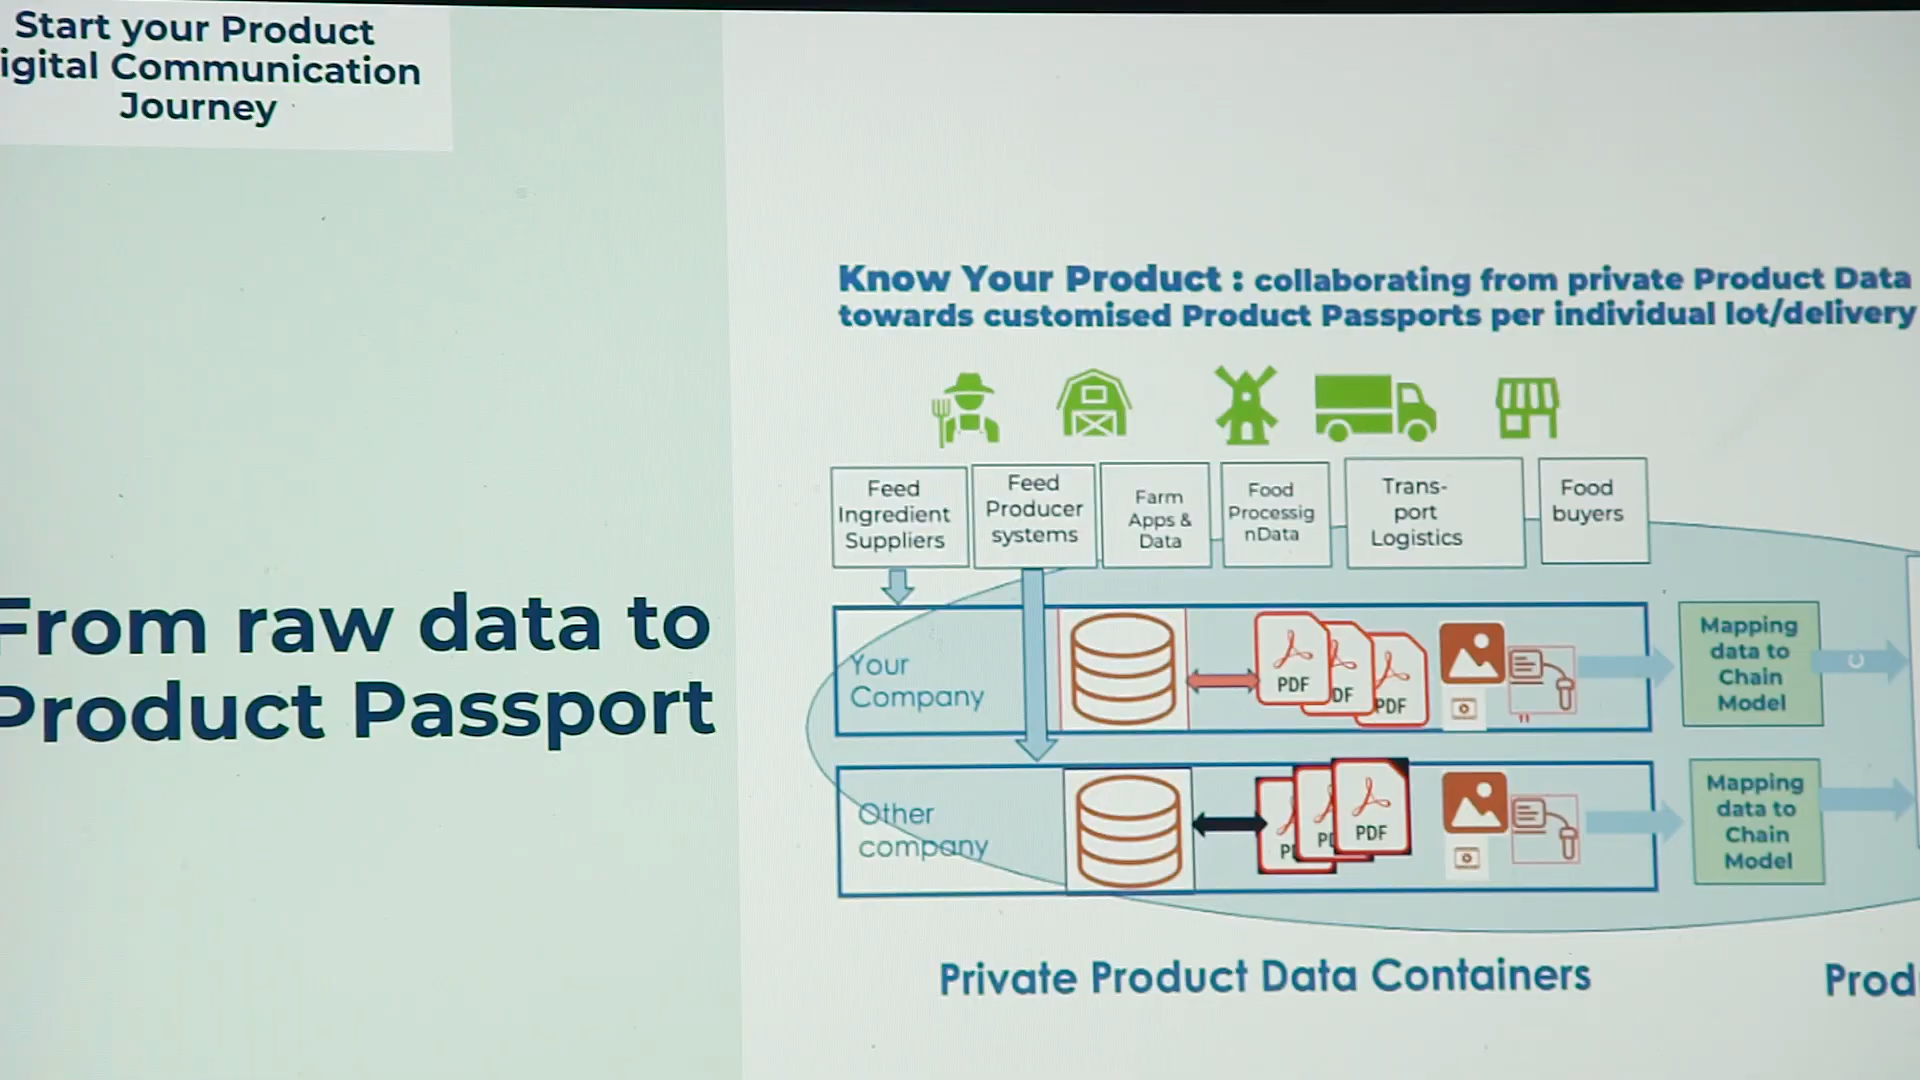 Start your Product
igital Communication
Journey
From raw data to
Product Passport
Know Your Product : collaborating from private Product Data
towards customised Product Passports per individual lot/delivery
Feed
Ingredient
Suppliers
Feed
Producer
systems
Farm
Apps &
Data
Food
Processig
nData
Trans-
port
Logistics
Food
buyers
Your
Company
PDF
DF
PDF
Mapping
data to
Chain
Model
Other
company
P
PD
PDF
Mapping
data to
Chain
Model
Private Product Data Containers
Prod